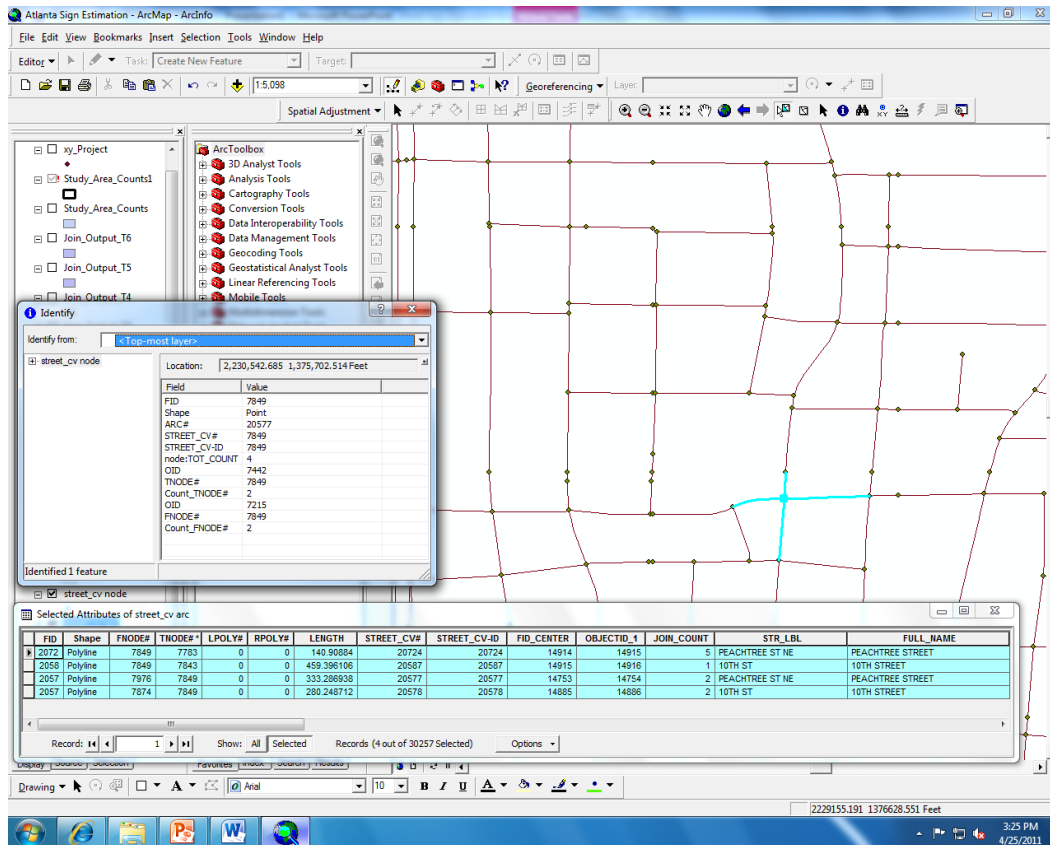 Atlanta Sign Estimation - ArcMap - ArcInfo
File Edit View Bookmarks Insert Selection Tools Window Help
Editor Task: Create New Feature Target:
1:5,098 Georeferencing Layer:
Spatial Adjustment
xy_Project
Study_Area_Counts1
Study_Area_Counts
Join_Output_T6
Join_Output_T5
Join_Output_T4
ArcToolbox
3D Analyst Tools
Analysis Tools
Cartography Tools
Conversion Tools
Data Interoperability Tools
Data Management Tools
Geocoding Tools
Geostatistical Analyst Tools
Linear Referencing Tools
Mobile Tools
Identify
Identify from: <Top-most layer>
street_cv node
Location: 2,230,542.685 1,375,702.514 Feet
Field Value
FID 7849
Shape Point
ARC# 20577
STREET_CV# 7849
STREET_CV-ID 7849
node:TOT_COUNT 4
OID 7442
TNODE# 7849
Count_TNODE# 2
OID 7215
FNODE# 7849
Count_FNODE# 2
Identified 1 feature
street_cv node
Selected Attributes of street_cv arc
FID Shape FNODE# TNODE# * LPOLY# RPOLY# LENGTH STREET_CV# STREET_CV-ID FID_CENTER OBJECTID_1 JOIN_COUNT STR_LBL FULL_NAME
2072 Polyline 7849 7783 0 0 140.90884 20724 20724 14914 14915 5 PEACHTREE ST NE PEACHTREE STREET
2058 Polyline 7849 7843 0 0 459.396106 20587 20587 14915 14916 1 10TH ST 10TH STREET
2057 Polyline 7976 7849 0 0 333.286938 20577 20577 14753 14754 2 PEACHTREE ST NE PEACHTREE STREET
2057 Polyline 7874 7849 0 0 280.248712 20578 20578 14885 14886 2 10TH ST 10TH STREET
Record: 1 Show: All Selected Records (4 out of 30257 Selected) Options
Display Source Selection Favorites Index Search Results
Drawing A Arial 10 B I U A
2229155.191 1376628.551 Feet
3:25 PM
4/25/2011